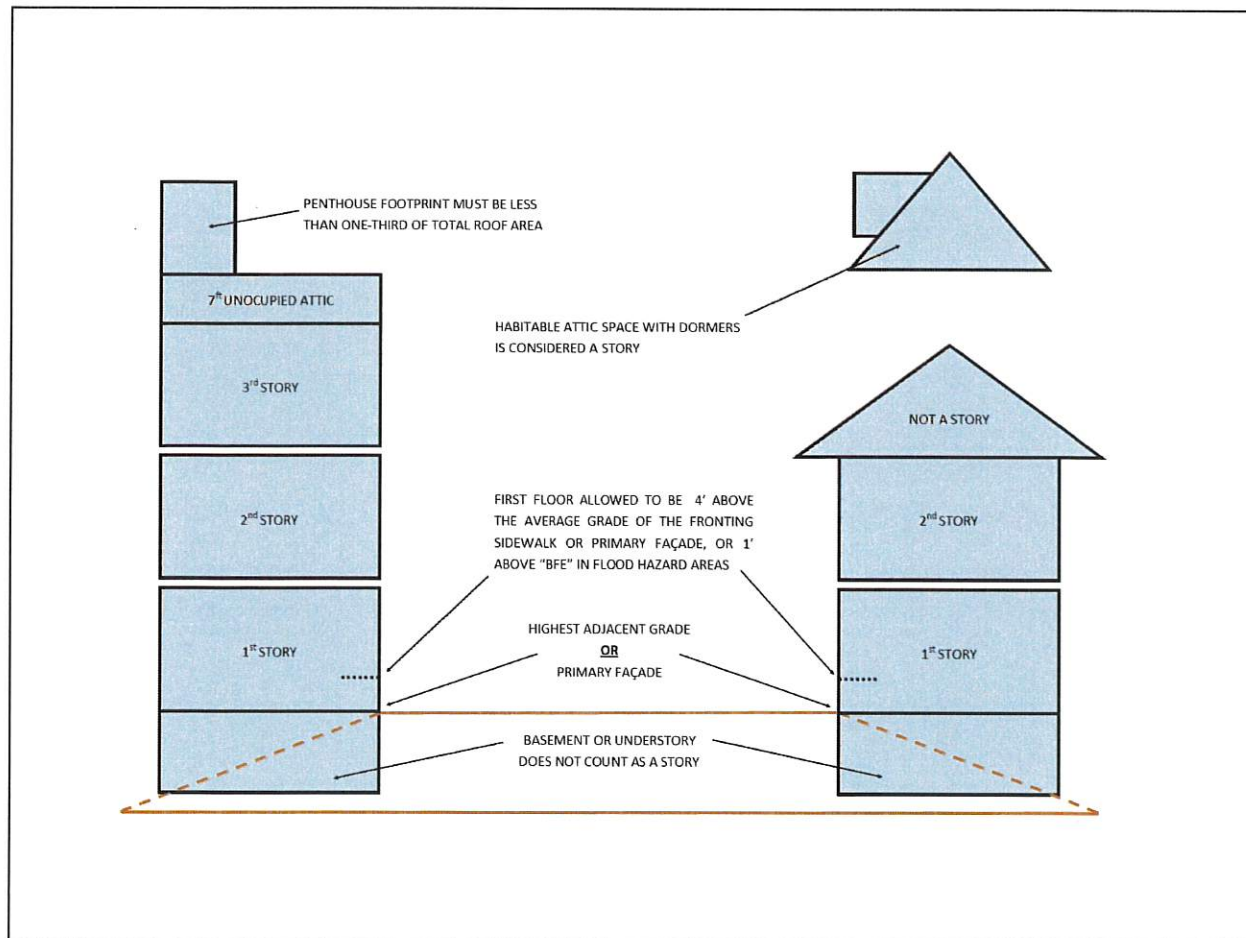 PENTHOUSE FOOTPRINT MUST BE LESS
THAN ONE-THIRD OF TOTAL ROOF AREA
7ft UNOCUPIED ATTIC
HABITABLE ATTIC SPACE WITH DORMERS
IS CONSIDERED A STORY
3rd STORY
NOT A STORY
FIRST FLOOR ALLOWED TO BE 4' ABOVE
THE AVERAGE GRADE OF THE FRONTING
SIDEWALK OR PRIMARY FAÇADE, OR 1'
ABOVE "BFE" IN FLOOD HAZARD AREAS
2nd STORY
2nd STORY
HIGHEST ADJACENT GRADE
OR
PRIMARY FAÇADE
1st STORY
1st STORY
BASEMENT OR UNDERSTORY
DOES NOT COUNT AS A STORY